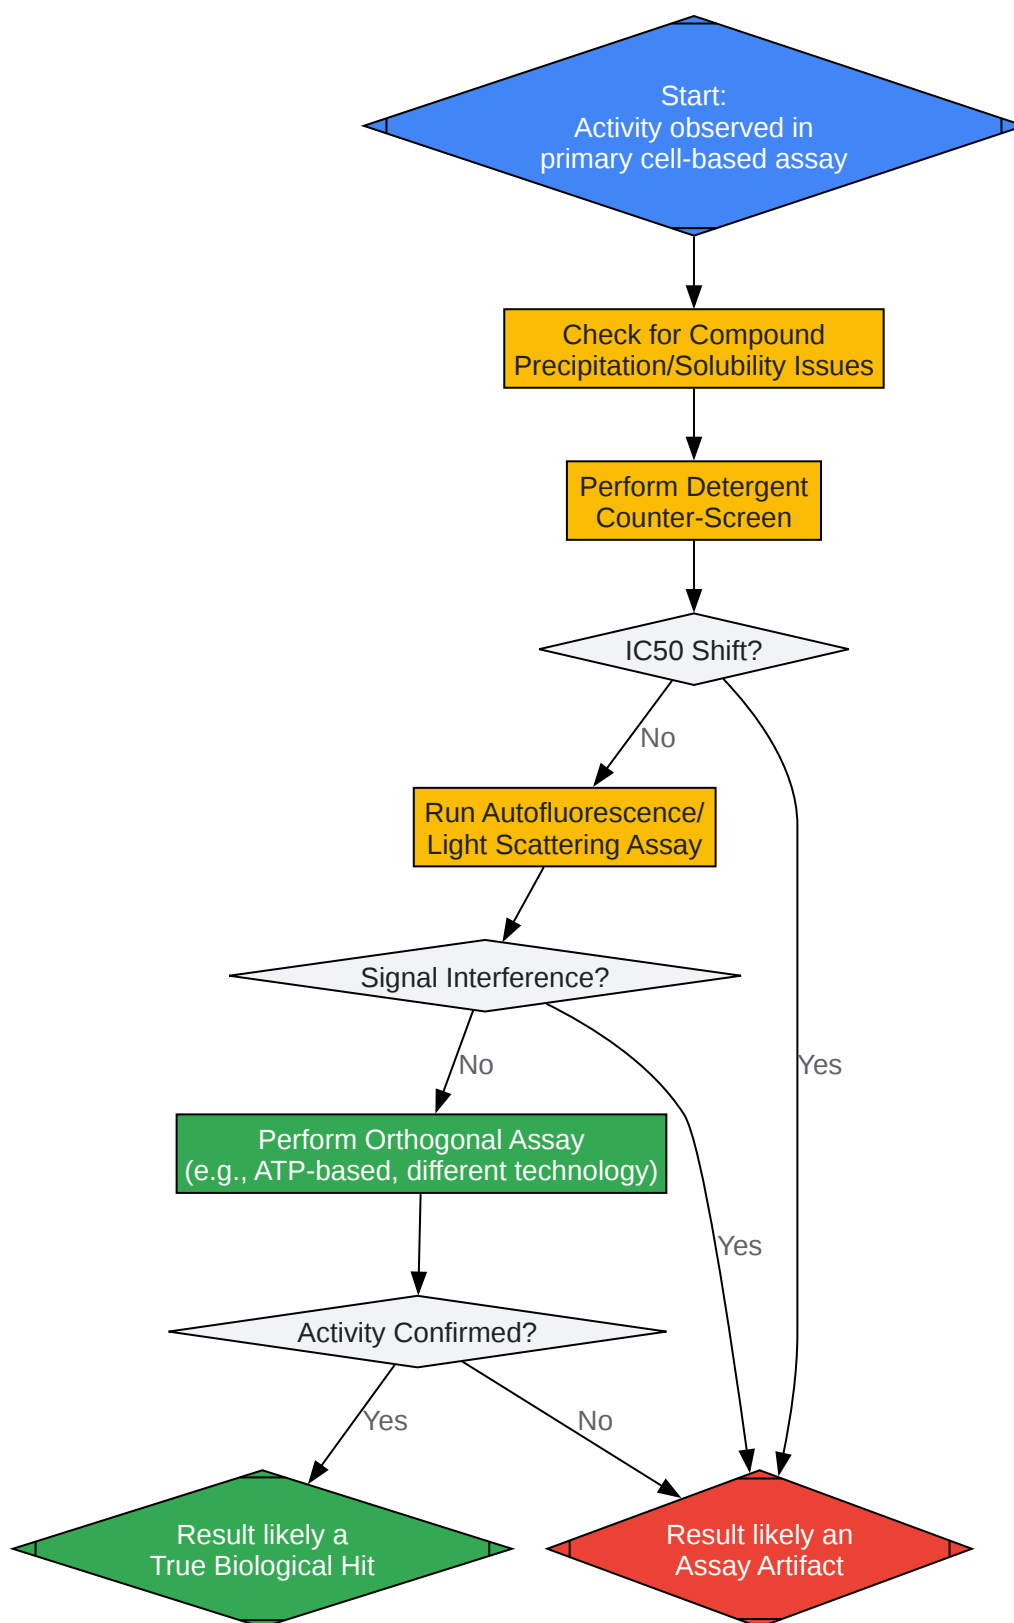 Start:
Activity observed in
primary cell-based assay
Check for Compound
Precipitation/Solubility Issues
Perform Detergent
Counter-Screen
IC50 Shift?
No
Run Autofluorescence/
Light Scattering Assay
Signal Interference?
No
Yes
Perform Orthogonal Assay
(e.g., ATP-based, different technology)
Yes
Activity Confirmed?
Yes
No
Result likely a
True Biological Hit
Result likely an
Assay Artifact